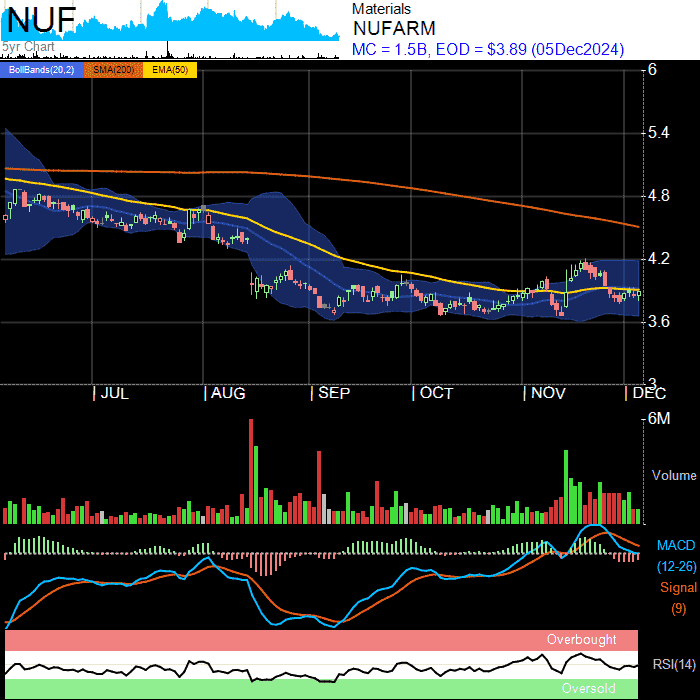 NUF
5yr Chart
Materials
NUFARM
MC = 1.5B, EOD = $3.89 (05Dec2024)
BollBands(20,2) SMA(200) EMA(50)
6
5.4
4.8
4.2
3.6
3
JUL AUG SEP OCT NOV DEC
6M
Volume
MACD
(12-26)
Signal
(9)
Overbought
RSI(14)
Oversold